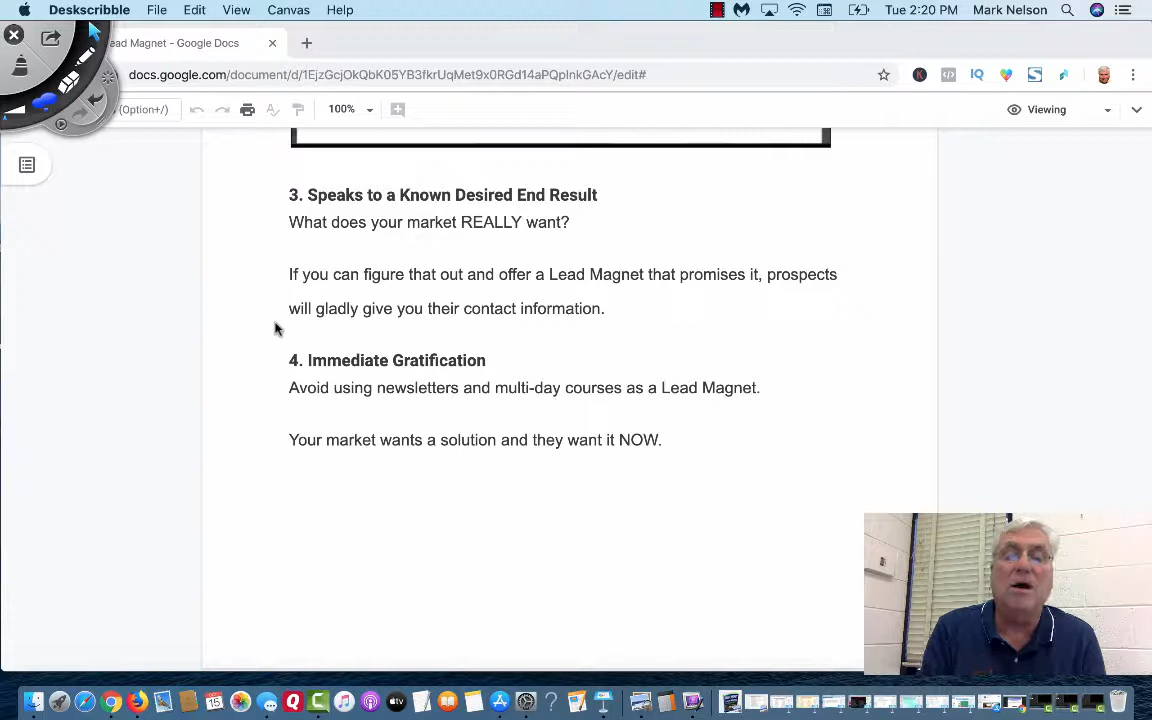 Deskscribble File Edit View Canvas Help Tue 2:20 PM Mark Nelson
ead Magnet - Google Docs
docs.google.com/document/d/1EjzGcjOkQbK05YB3fkrUqMet9x0RGd14aPQpInkGAcY/edit#
K IQ
(Option+/) 100% Viewing
3. Speaks to a Known Desired End Result
What does your market REALLY want?
If you can figure that out and offer a Lead Magnet that promises it, prospects
will gladly give you their contact information.
4. Immediate Gratification
Avoid using newsletters and multi-day courses as a Lead Magnet.
Your market wants a solution and they want it NOW.